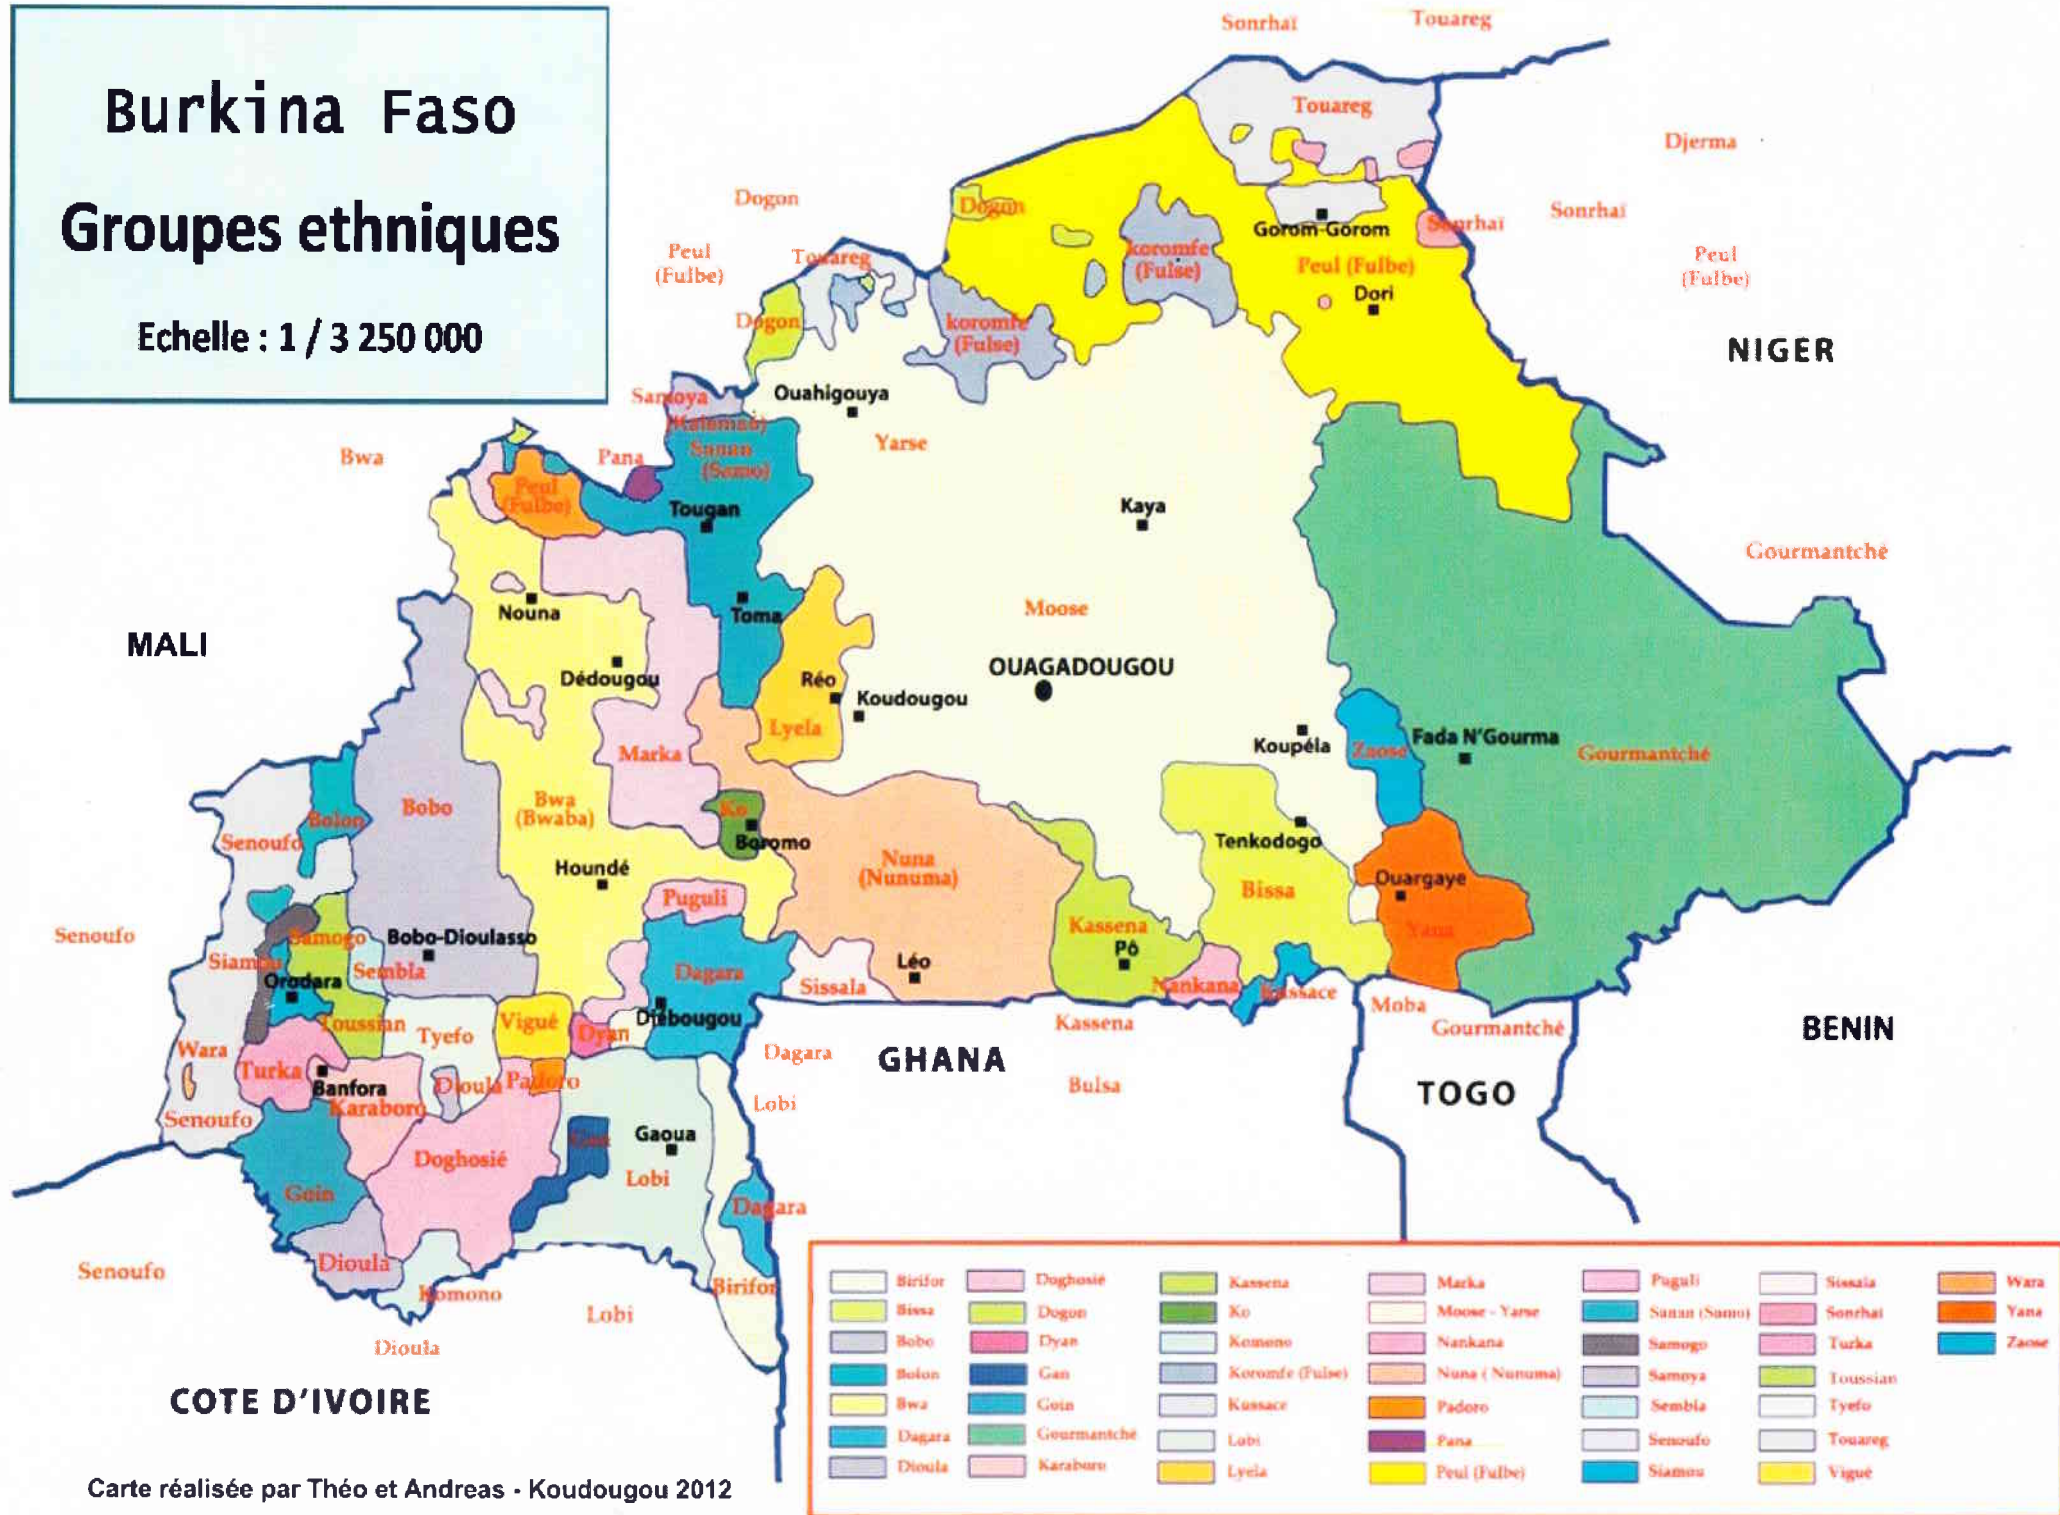 Burkina Faso
Groupes ethniques
Echelle : 1 / 3 250 000
Sonrhaï
Touareg
Touareg
Djerma
Dogon
Dogon
Sonrhaï
Sonrhaï
Gorom-Gorom
Peul
(Fulbe)
Touareg
koromfe
(Fulse)
Peul (Fulbe)
Peul
(Fulbe)
Dori
Dogon
koromfe
(Fulse)
NIGER
Samoya
(Kalamsé)
Ouahigouya
Yarse
Bwa
Pana
Sanan
(Samo)
Peul
(Fulbe)
Tougan
Kaya
Gourmantché
Nouna
Toma
Moose
MALI
Dédougou
Réo
Koudougou
OUAGADOUGOU
Lyela
Marka
Koupéla
Zaose
Fada N'Gourma
Gourmantché
Bobo
Bwa
(Bwaba)
Ko
Bolon
Senoufo
Boromo
Tenkodogo
Houndé
Nuna
(Nunuma)
Bissa
Ouargaye
Puguli
Kassena
Yana
Senoufo
Samogo
Bobo-Dioulasso
Pô
Siamou
Sembla
Dagara
Léo
Orodara
Sissala
Nankana
Kussace
Moba
Toussian
Tyefo
Vigué
Dyan
Diébougou
Kassena
Gourmantché
BENIN
Wara
Turka
Dagara
GHANA
Banfora
Dioula
Padoro
Bulsa
TOGO
Karaboro
Lobi
Senoufo
Gan
Gaoua
Doghosié
Lobi
Goin
Dagara
Senoufo
Dioula
Komono
Birifor
Lobi
Dioula
COTE D'IVOIRE
Carte réalisée par Théo et Andreas - Koudougou 2012
Birifor
Bissa
Bobo
Bolon
Bwa
Dagara
Dioula
Doghosié
Dogon
Dyan
Gan
Goin
Gourmantché
Karaboro
Kassena
Ko
Komono
Koromfe (Fulse)
Kussace
Lobi
Lyela
Marka
Moose - Yarse
Nankana
Nuna ( Nunuma)
Padoro
Pana
Peul (Fulbe)
Puguli
Sanan (Samo)
Samogo
Samoya
Sembla
Senoufo
Siamou
Sissala
Sonrhaï
Turka
Toussian
Tyefo
Touareg
Vigué
Wara
Yana
Zaose